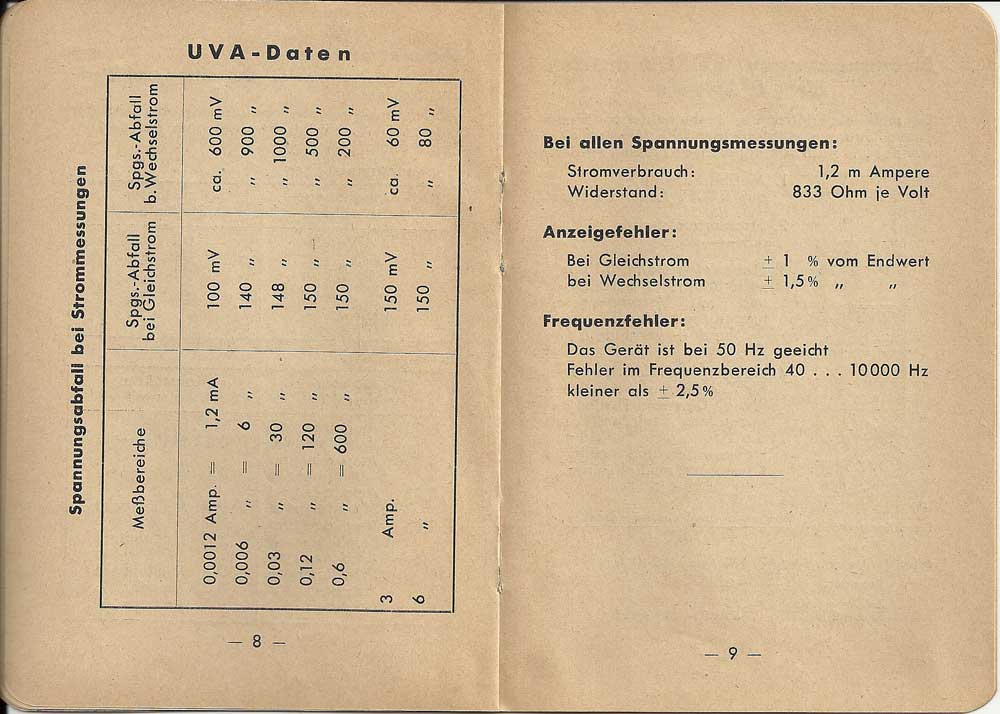 UVA-Daten
Spannungsabfall bei Strommessungen
Meßbereiche Spgs.-Abfall bei Gleichstrom Spgs.-Abfall b. Wechselstrom
0,0012 Amp. = 1,2 mA 100 mV ca. 600 mV
0,006 „ = 6 „ 140 „ „ 900 „
0,03 „ = 30 „ 148 „ „ 1000 „
0,12 „ = 120 „ 150 „ „ 500 „
0,6 „ = 600 „ 150 „ „ 200 „
3 Amp. 150 mV ca. 60 mV
6 „ 150 „ „ 80 „
— 8 —
Bei allen Spannungsmessungen:
Stromverbrauch: 1,2 m Ampere
Widerstand: 833 Ohm je Volt
Anzeigefehler:
Bei Gleichstrom ± 1 % vom Endwert
bei Wechselstrom ± 1,5% „ „
Frequenzfehler:
Das Gerät ist bei 50 Hz geeicht
Fehler im Frequenzbereich 40 . . . 10000 Hz
kleiner als ± 2,5%
— 9 —